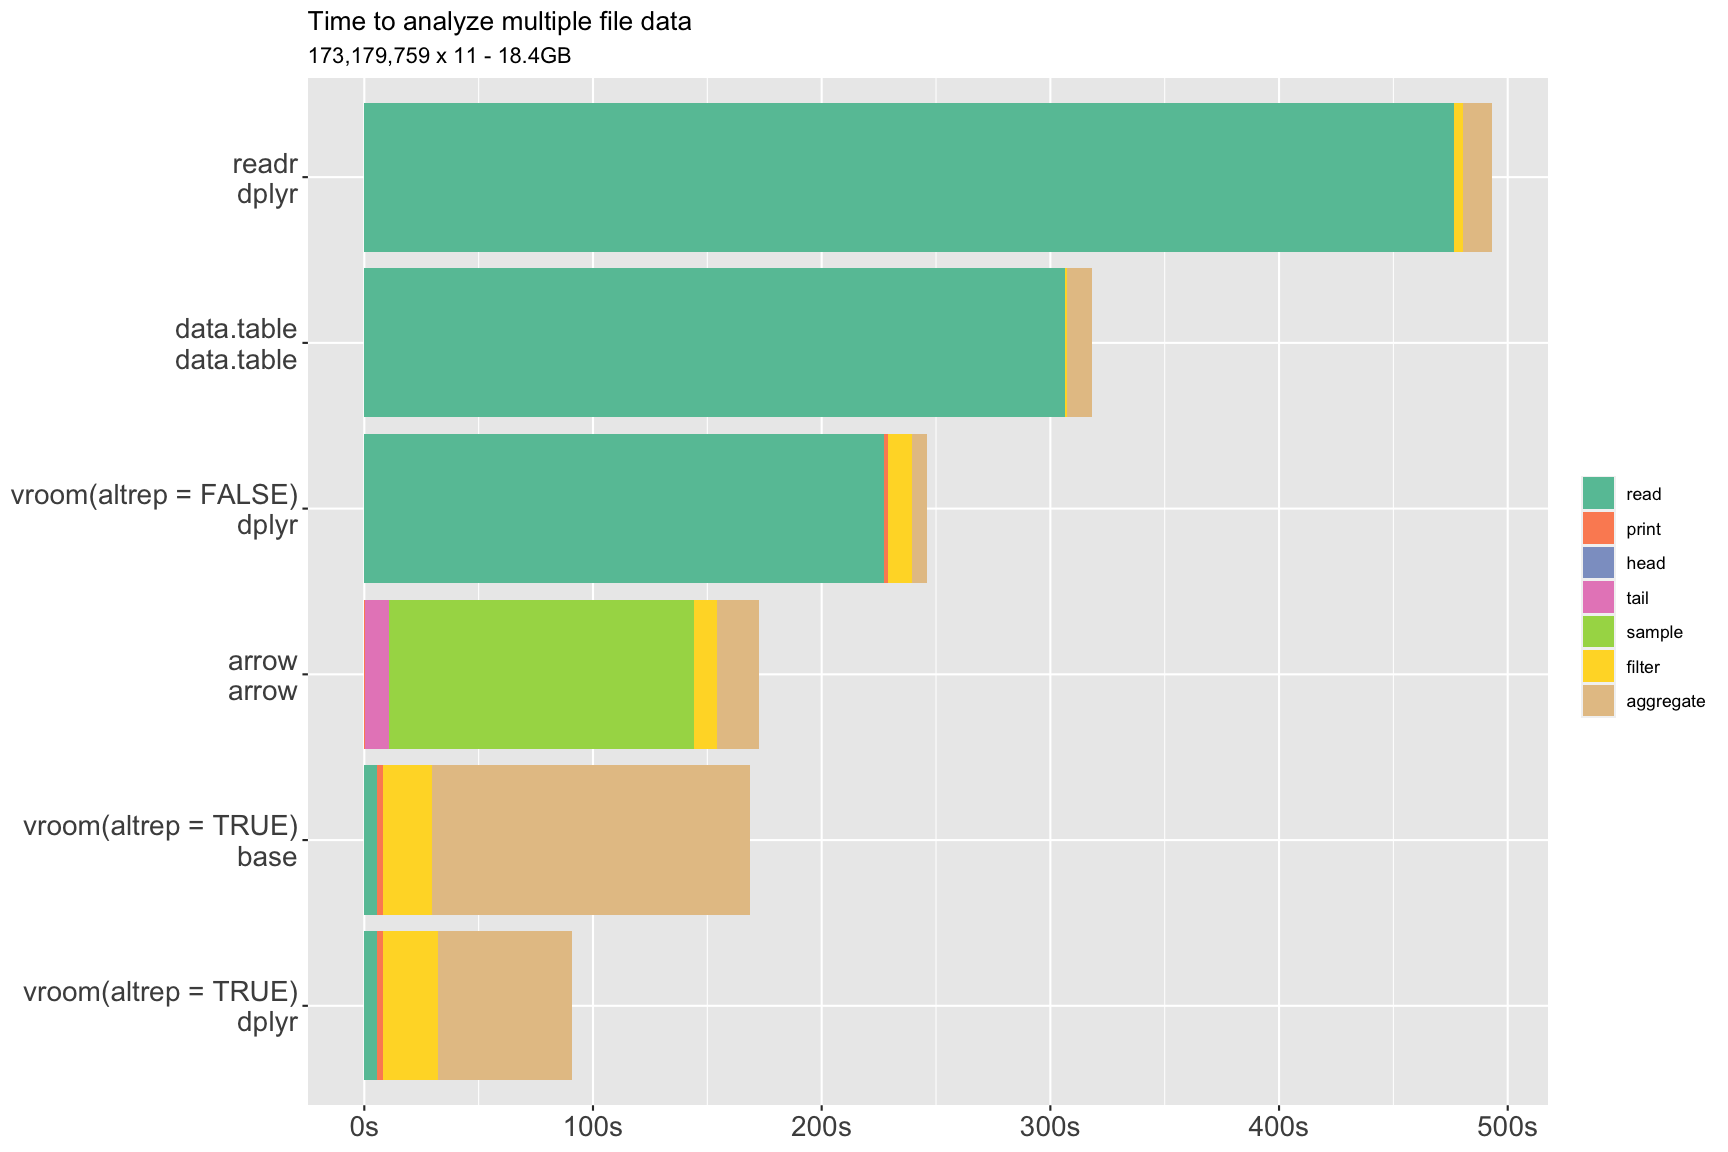 Time to analyze multiple file data
173,179,759 x 11 - 18.4GB
readr
dplyr
data.table
data.table
vroom(altrep = FALSE)
dplyr
arrow
arrow
vroom(altrep = TRUE)
base
vroom(altrep = TRUE)
dplyr
0s
100s
200s
300s
400s
500s
read
print
head
tail
sample
filter
aggregate